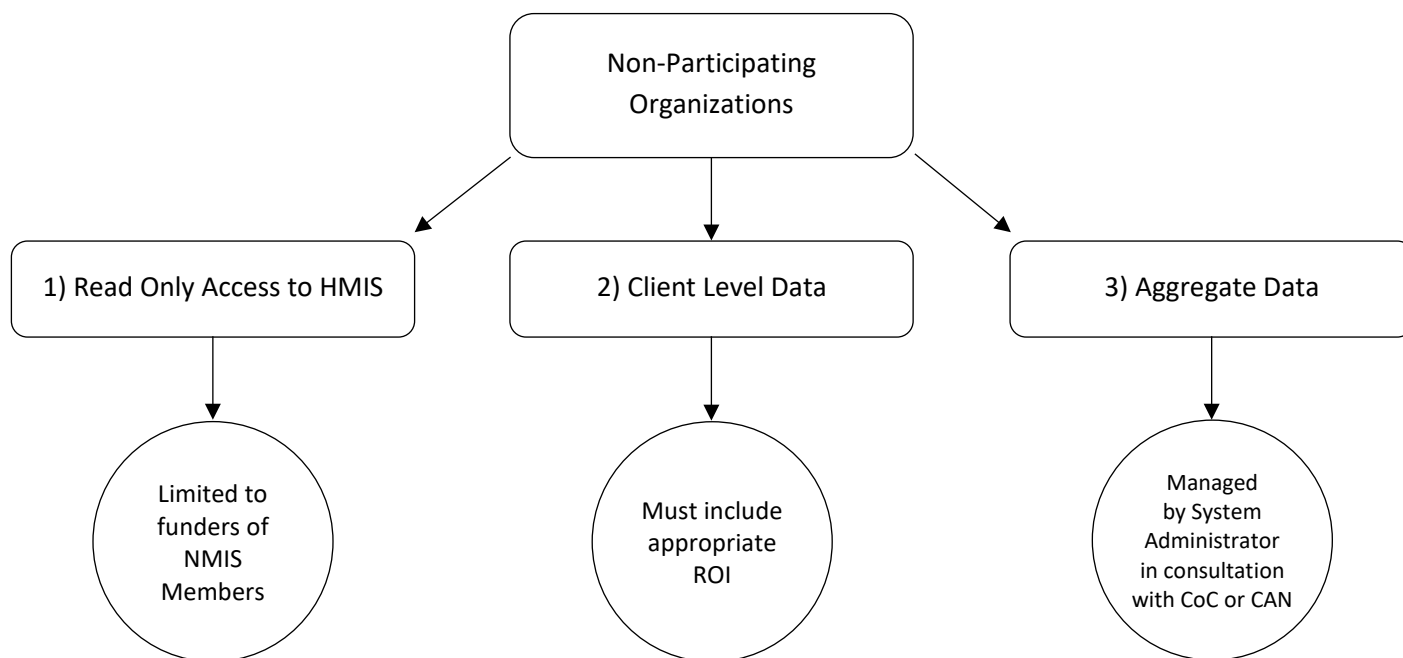 Non-Participating
Organizations
1) Read Only Access to HMIS
2) Client Level Data
3) Aggregate Data
Limited to
funders of
NMIS
Members
Must include
appropriate
ROI
Managed
by System
Administrator
in consultation
with CoC or CAN